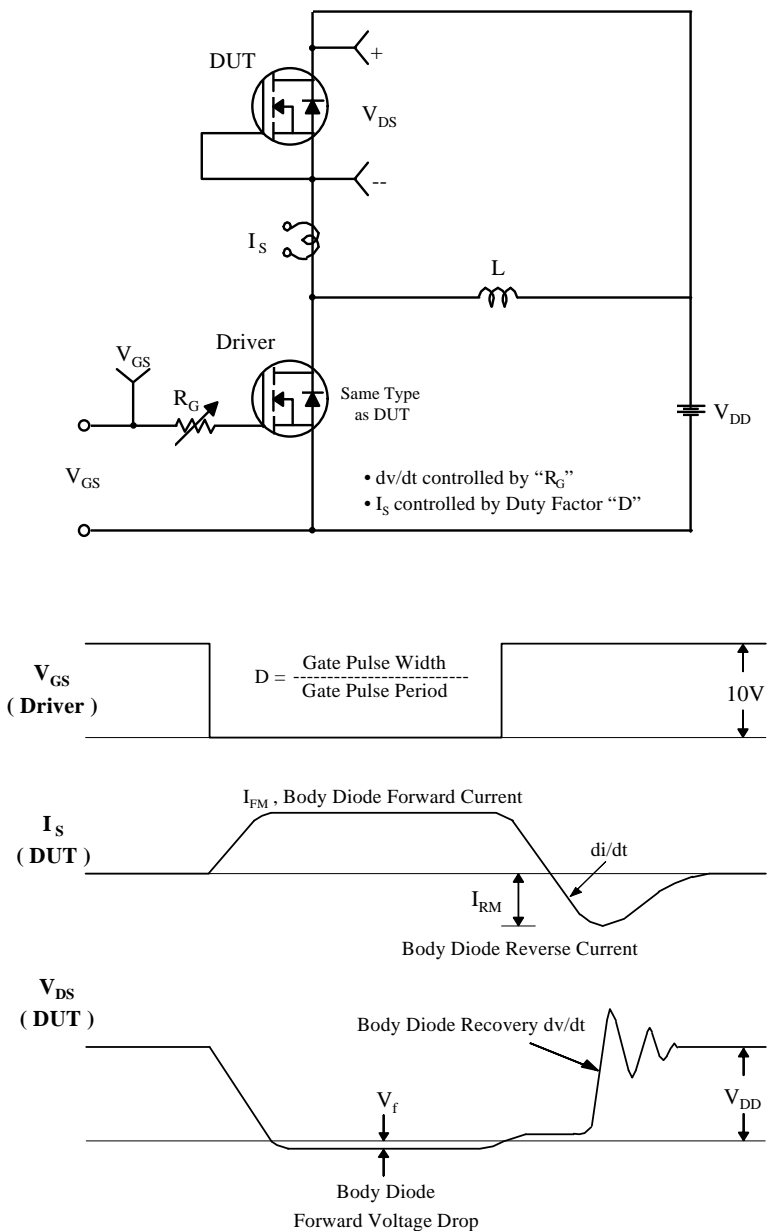 DUT
+
V_DS
--
I_S
L
Driver
V_GS
R_G
Same Type
as DUT
V_DD
V_GS
• dv/dt controlled by “R_G”
• I_S controlled by Duty Factor “D”
V_GS
( Driver )
D = Gate Pulse Width
--------------------------
Gate Pulse Period
10V
I_FM , Body Diode Forward Current
I_S
( DUT )
di/dt
I_RM
Body Diode Reverse Current
V_DS
( DUT )
Body Diode Recovery dv/dt
V_f
V_DD
Body Diode
Forward Voltage Drop